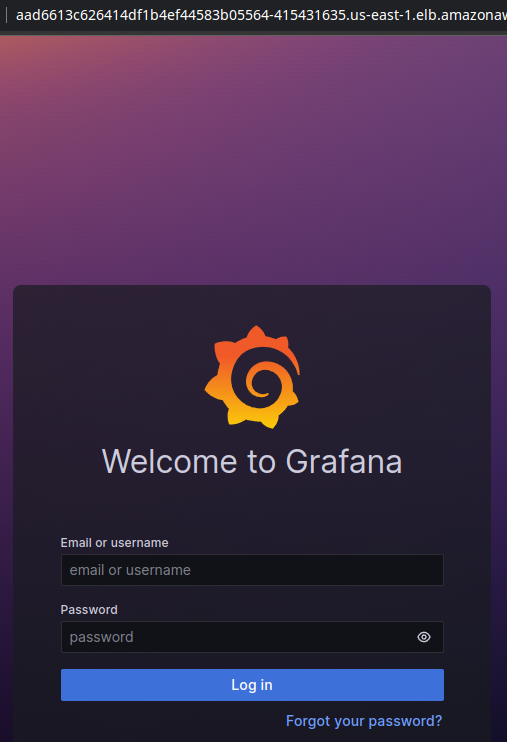 aad6613c626414df1b4ef44583b05564-415431635.us-east-1.elb.amazonaw
Welcome to Grafana
Email or username
email or username
Password
password
Log in
Forgot your password?